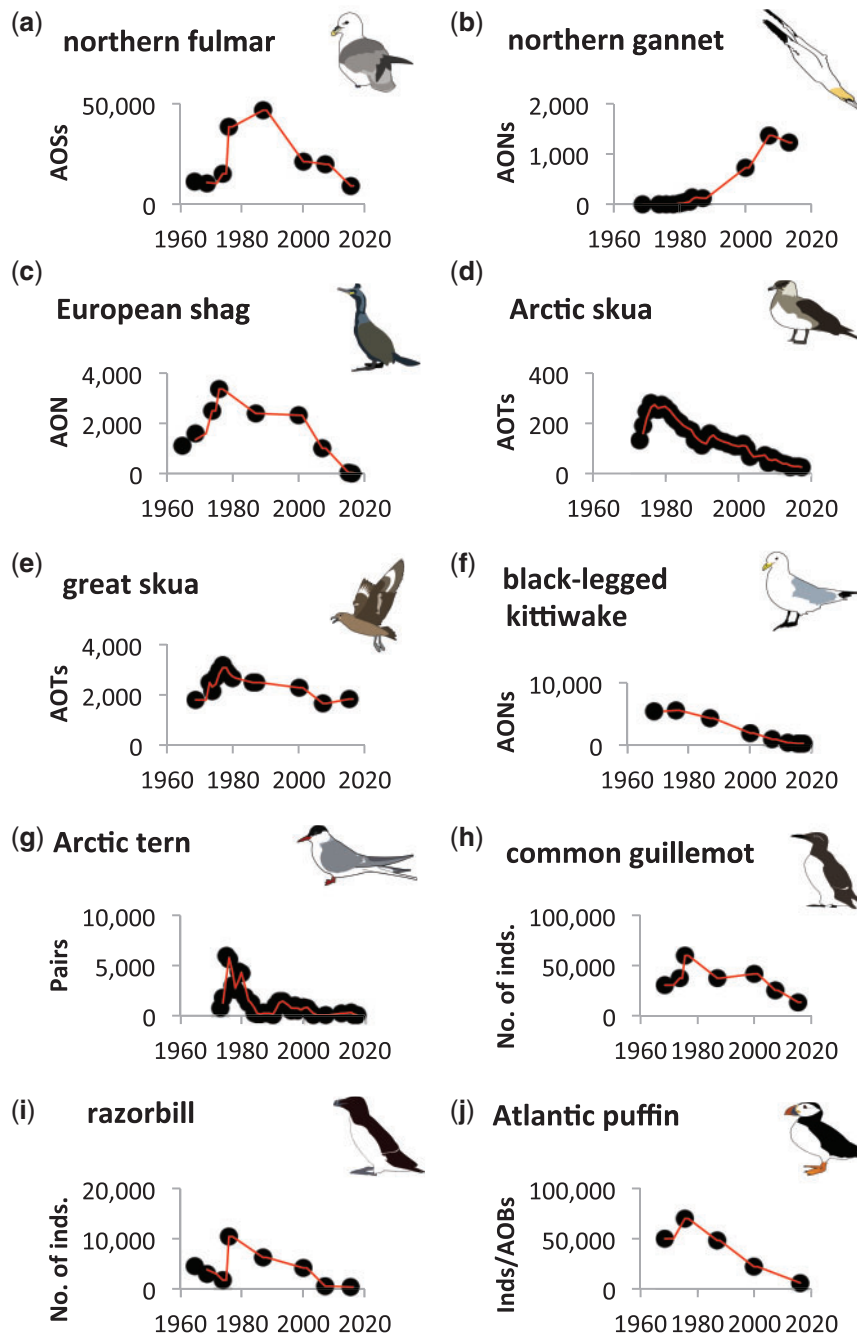 (a) northern fulmar
50,000
0
AOSs
1960 1980 2000 2020
(b) northern gannet
2,000
1,000
0
AONs
1960 1980 2000 2020
(c) European shag
4,000
2,000
0
AON
1960 1980 2000 2020
(d) Arctic skua
400
200
0
AOTs
1960 1980 2000 2020
(e) great skua
4,000
2,000
0
AOTs
1960 1980 2000 2020
(f) black-legged
kittiwake
10,000
0
AONs
1960 1980 2000 2020
(g) Arctic tern
10,000
5,000
0
Pairs
1960 1980 2000 2020
(h) common guillemot
100,000
50,000
0
No. of inds.
1960 1980 2000 2020
(i) razorbill
20,000
10,000
0
No. of inds.
1960 1980 2000 2020
(j) Atlantic puffin
100,000
50,000
0
Inds/AOBs
1960 1980 2000 2020